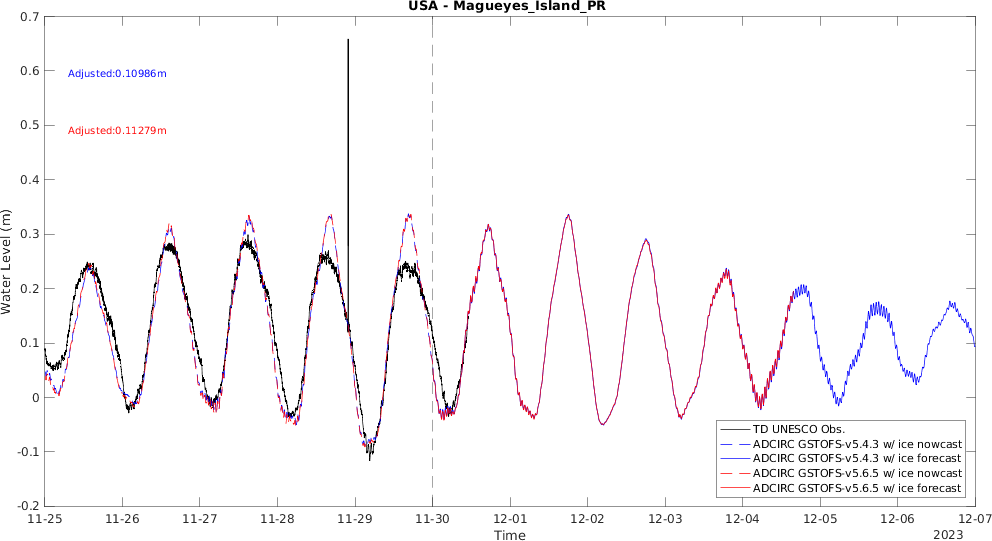 USA - Magueyes_Island_PR
0.7
0.6
0.5
0.4
0.3
0.2
0.1
0
-0.1
-0.2
Water Level (m)
Adjusted:0.10986m
Adjusted:0.11279m
TD UNESCO Obs.
ADCIRC GSTOFS-v5.4.3 w/ ice nowcast
ADCIRC GSTOFS-v5.4.3 w/ ice forecast
ADCIRC GSTOFS-v5.6.5 w/ ice nowcast
ADCIRC GSTOFS-v5.6.5 w/ ice forecast
11-25 11-26 11-27 11-28 11-29 11-30 12-01 12-02 12-03 12-04 12-05 12-06 12-07
Time
2023